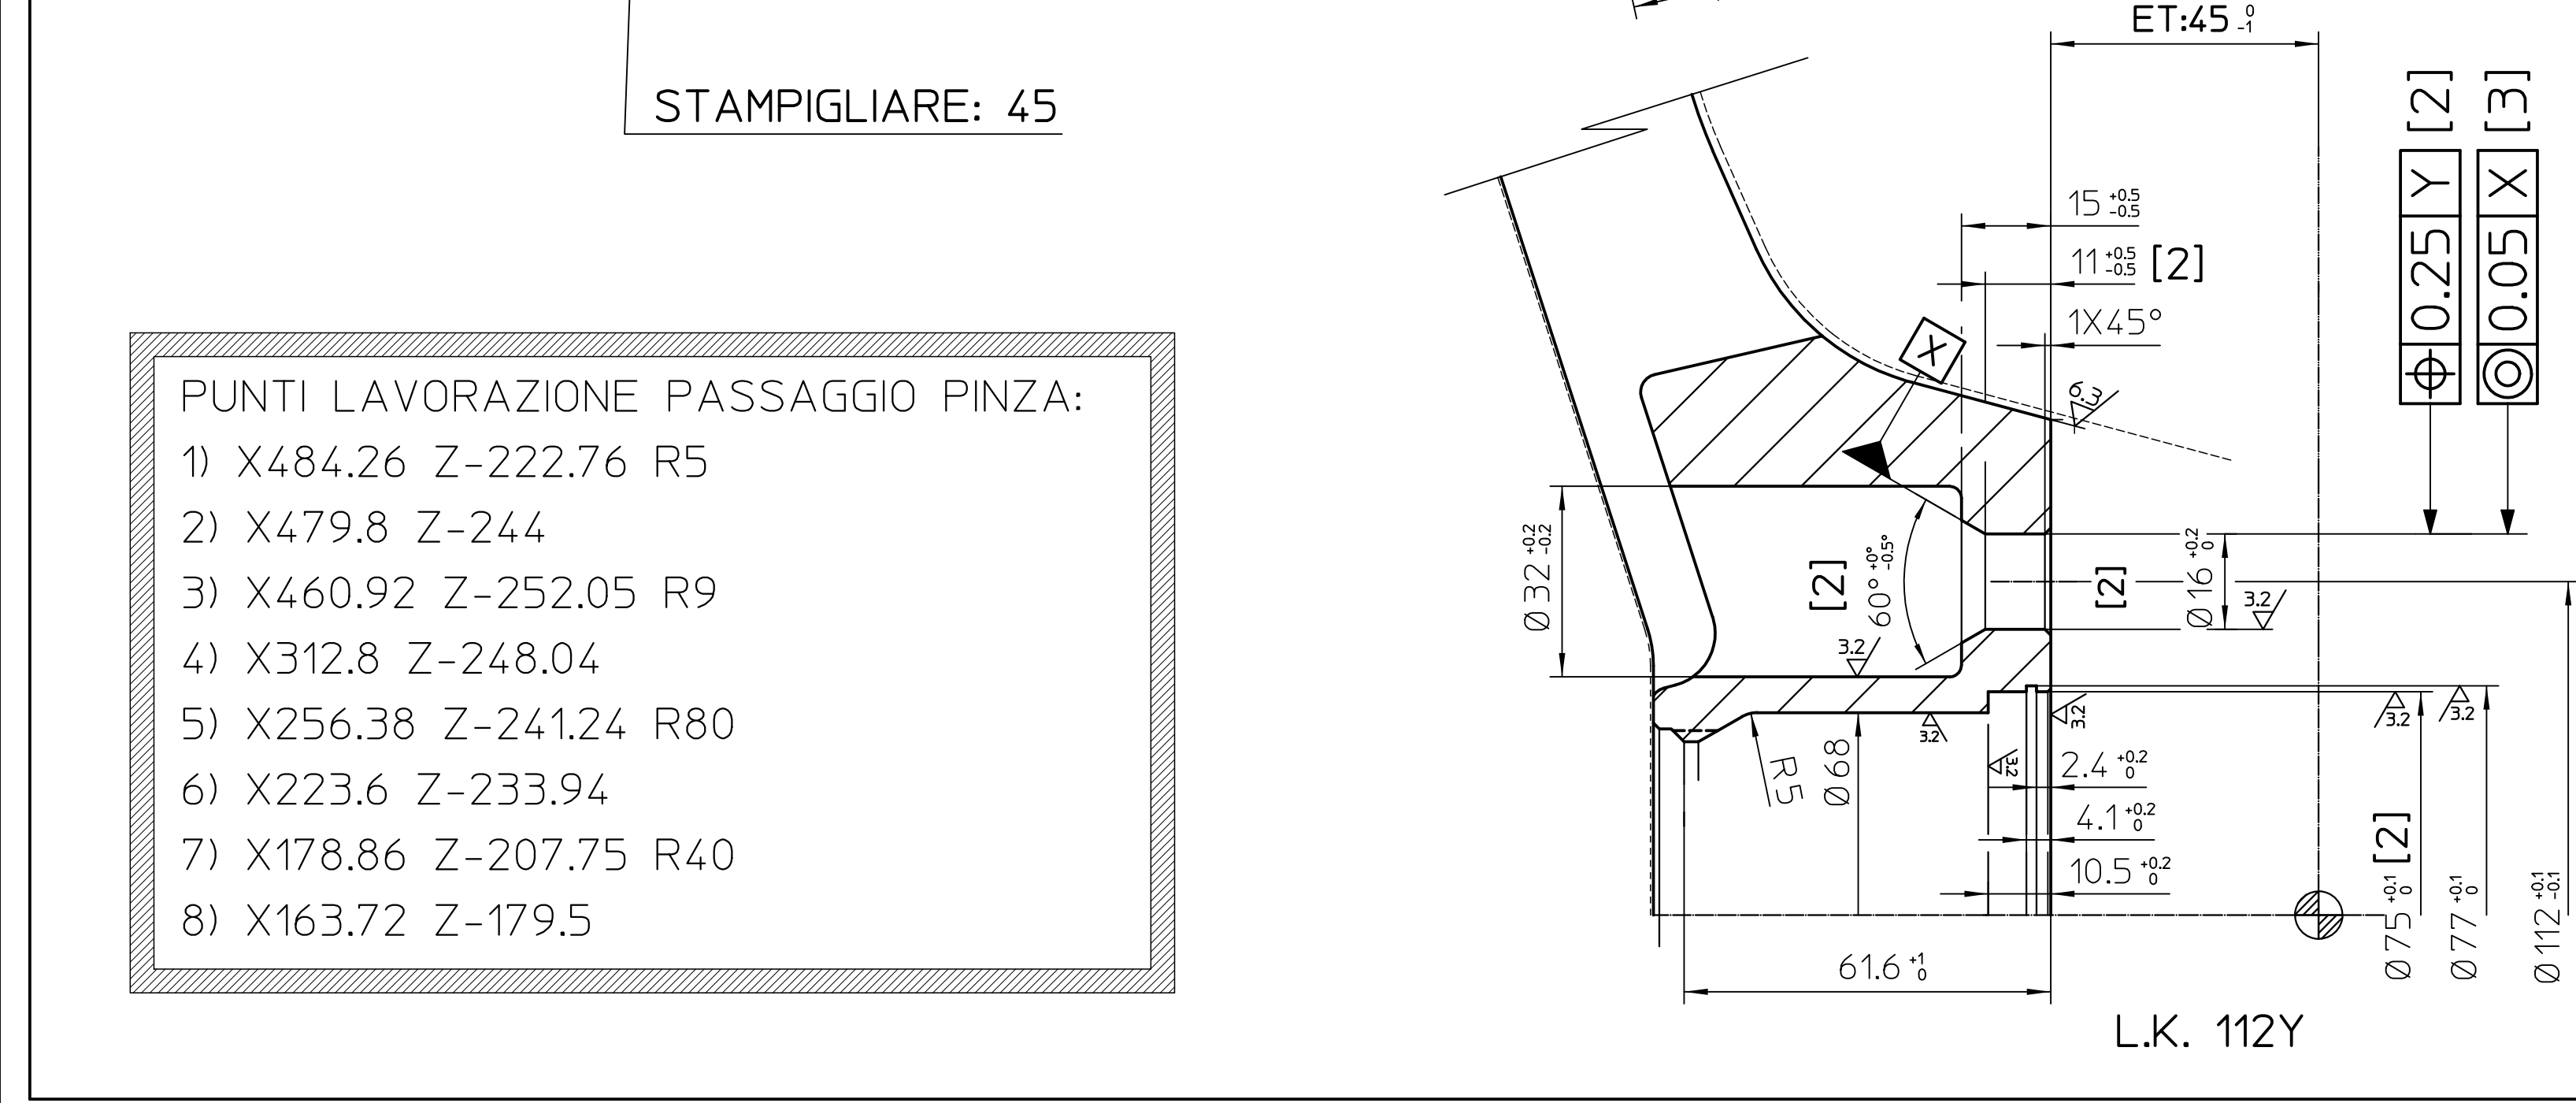 STAMPIGLIARE: 45
PUNTI LAVORAZIONE PASSAGGIO PINZA:
1) X484.26 Z-222.76 R5
2) X479.8 Z-244
3) X460.92 Z-252.05 R9
4) X312.8 Z-248.04
5) X256.38 Z-241.24 R80
6) X223.6 Z-233.94
7) X178.86 Z-207.75 R40
8) X163.72 Z-179.5
ET:45 0 -1
15 +0.5 -0.5
11 +0.5 -0.5 [2]
1X45°
X
6.3
⌖ 0.25 Y [2]
◎ 0.05 X [3]
Ø32 +0.2 -0.2
[2]
60° +0° -0.5°
3.2
[2]
Ø16 +0.2 0
3.2
3.2
3.2
3.2
3.2
3.2
R5
Ø68
2.4 +0.2 0
4.1 +0.2 0
10.5 +0.2 0
Ø75 +0.1 0 [2]
Ø77 +0.1 0
Ø112 +0.1 -0.1
61.6 +1 0
L.K. 112Y